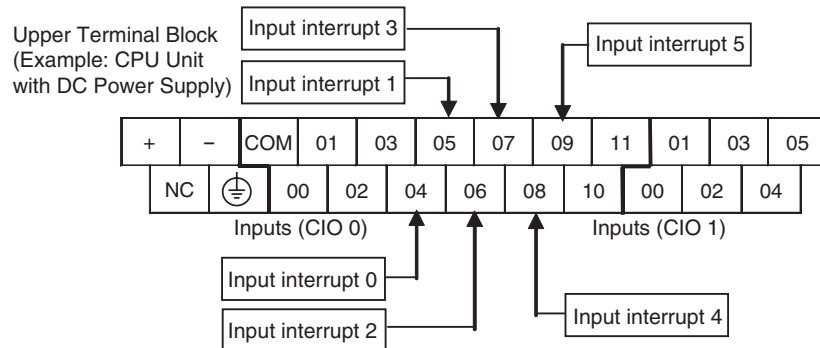 Upper Terminal Block
(Example: CPU Unit
with DC Power Supply)
Input interrupt 3
Input interrupt 5
Input interrupt 1
+ − COM 01 03 05 07 09 11 01 03 05
NC 00 02 04 06 08 10 00 02 04
Inputs (CIO 0)
Inputs (CIO 1)
Input interrupt 0
Input interrupt 2
Input interrupt 4